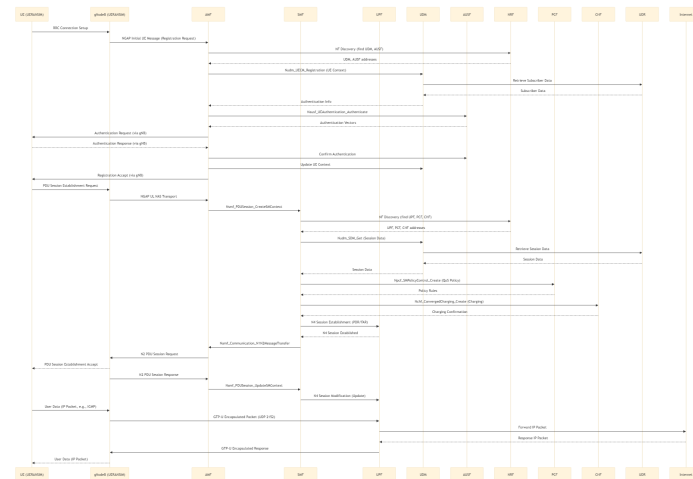 UE (UERANSIM) gNodeB (UERANSIM) AMF SMF UPF UDM AUSF NRF PCF CHF UDR Internet
RRC Connection Setup
NGAP Initial UE Message (Registration Request)
NF Discovery (find UDM, AUSF)
UDM, AUSF addresses
Nudm_UECM_Registration (UE Context)
Retrieve Subscriber Data
Subscriber Data
Authentication Info
Nausf_UEAuthentication_Authenticate
Authentication Vectors
Authentication Request (via gNB)
Authentication Response (via gNB)
Confirm Authentication
Update UE Context
Registration Accept (via gNB)
PDU Session Establishment Request
NGAP UL NAS Transport
Nsmf_PDUSession_CreateSMContext
NF Discovery (find UPF, PCF, CHF)
UPF, PCF, CHF addresses
Nudm_SDM_Get (Session Data)
Retrieve Session Data
Session Data
Session Data
Npcf_SMPolicyControl_Create (QoS Policy)
Policy Rules
Nchf_ConvergedCharging_Create (Charging)
Charging Confirmation
N4 Session Establishment (PDR/FAR)
N4 Session Established
Namf_Communication_N1N2MessageTransfer
N2 PDU Session Request
PDU Session Establishment Accept
N2 PDU Session Response
Nsmf_PDUSession_UpdateSMContext
N4 Session Modification (Update)
User Data (IP Packet, e.g., ICMP)
GTP-U Encapsulated Packet
Forward IP Packet
Response IP Packet
GTP-U Encapsulated Response
User Data (IP Packet)
UE (UERANSIM) gNodeB (UERANSIM) AMF SMF UPF UDM AUSF NRF PCF CHF UDR Internet